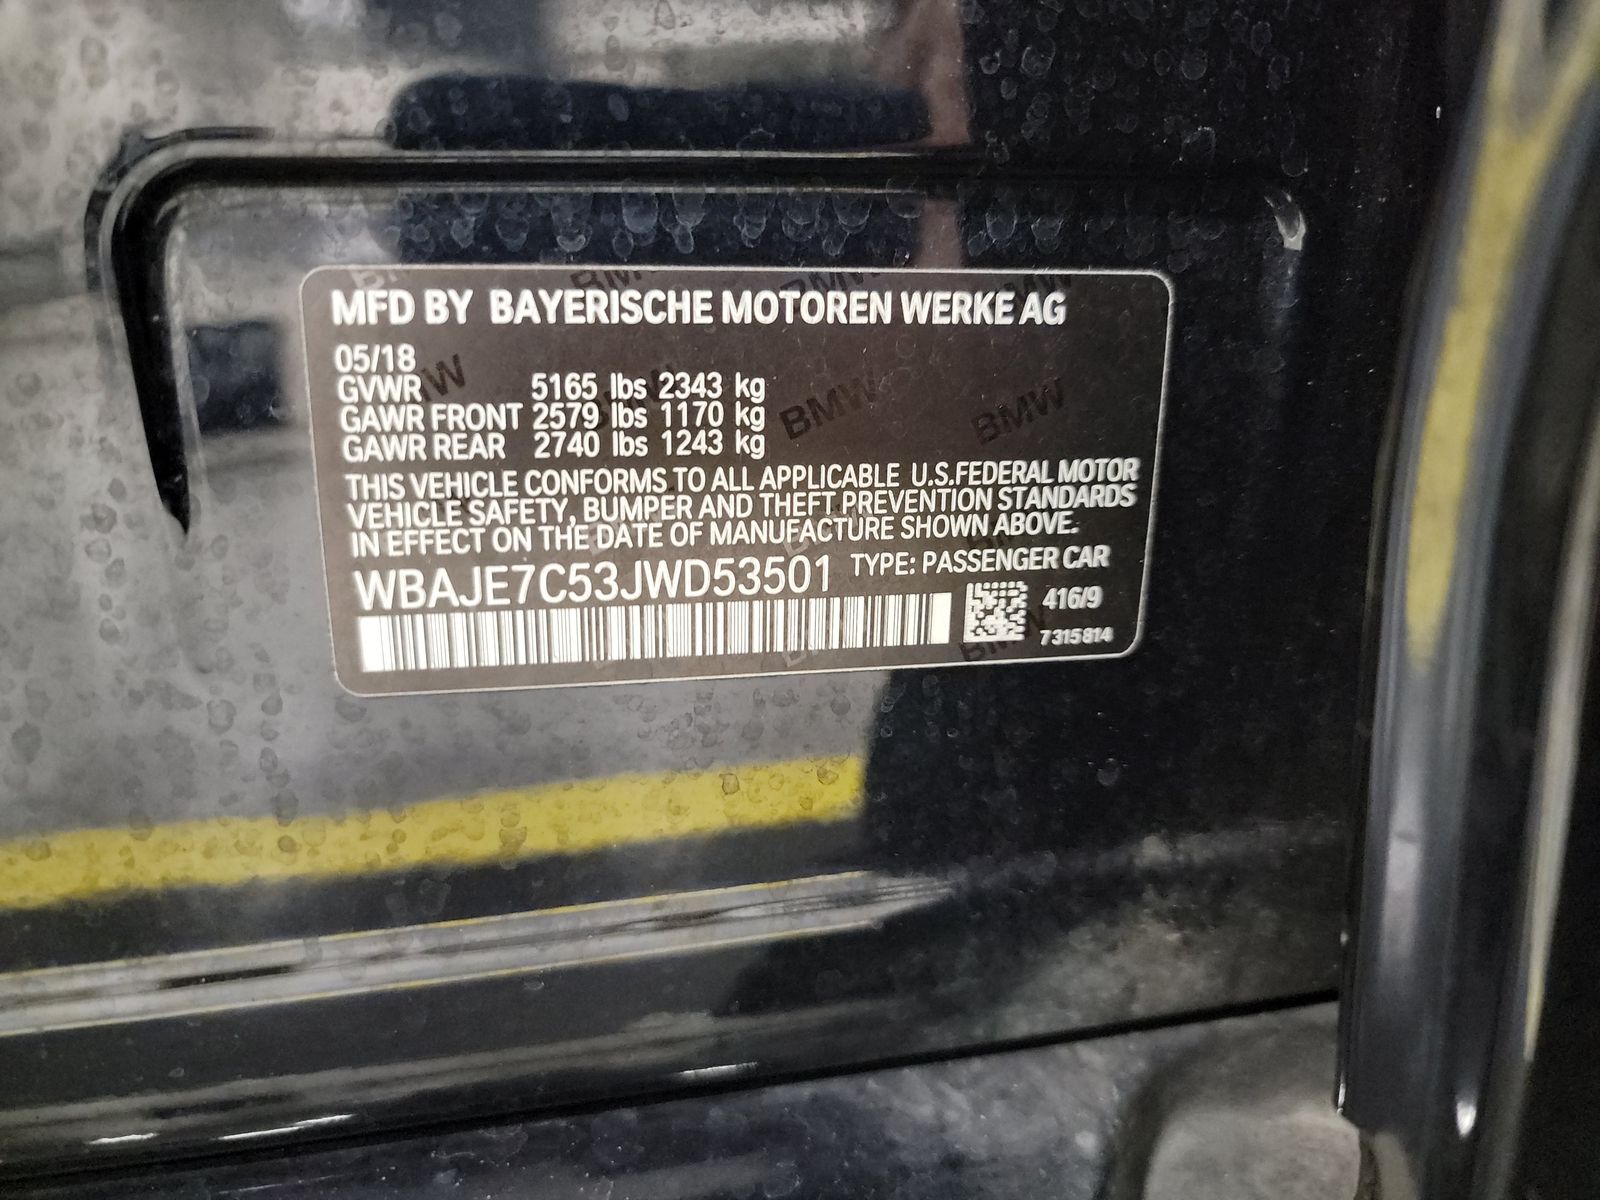 MFD BY BAYERISCHE MOTOREN WERKE AG
05/18
GVWR 5165 lbs 2343 kg
GAWR FRONT 2579 lbs 1170 kg
GAWR REAR 2740 lbs 1243 kg
THIS VEHICLE CONFORMS TO ALL APPLICABLE U.S.FEDERAL MOTOR
VEHICLE SAFETY, BUMPER AND THEFT PREVENTION STANDARDS
IN EFFECT ON THE DATE OF MANUFACTURE SHOWN ABOVE.
WBAJE7C53JWD53501 TYPE: PASSENGER CAR
416/9
7315814